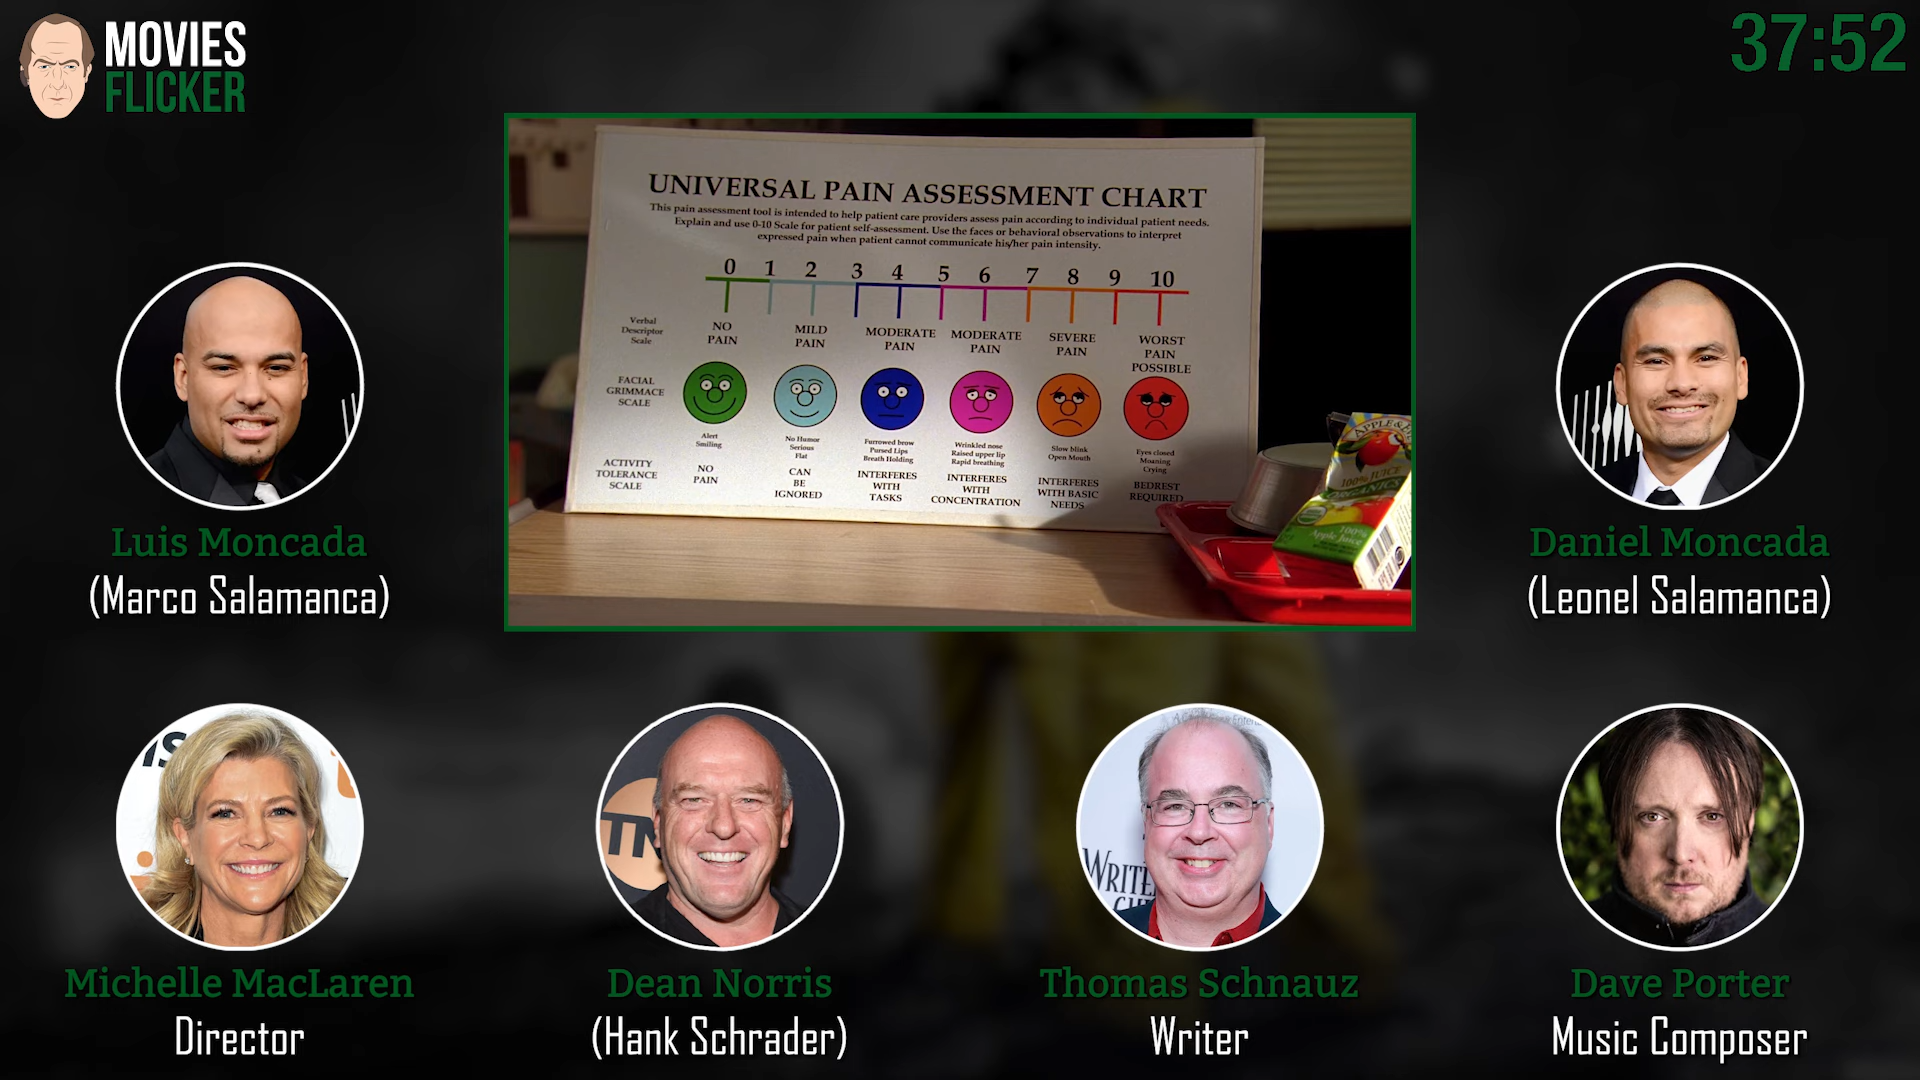 MOVIES
FLICKER
37:52
UNIVERSAL PAIN ASSESSMENT CHART
This pain assessment tool is intended to help patient care providers assess pain according to individual patient needs.
Explain and use 0-10 Scale for patient self-assessment. Use the faces or behavioral observations to interpret
expressed pain when patient cannot communicate his/her pain intensity.
0 1 2 3 4 5 6 7 8 9 10
Verbal
Descriptor
Scale
NO
PAIN
MILD
PAIN
MODERATE
PAIN
MODERATE
PAIN
SEVERE
PAIN
WORST
PAIN
POSSIBLE
FACIAL
GRIMMACE
SCALE
Alert
Smiling
No Humor
Serious
Flat
Furrowed brow
Pursed Lips
Breath Holding
Wrinkled nose
Raised upper lip
Rapid breathing
Slow blink
Open Mouth
Eyes closed
Moaning
Crying
ACTIVITY
TOLERANCE
SCALE
NO
PAIN
CAN
BE
IGNORED
INTERFERES
WITH
TASKS
INTERFERES
WITH
CONCENTRATION
INTERFERES
WITH BASIC
NEEDS
BEDREST
REQUIRED
APPLE&E
100% JUICE
ORGANICS
100%
Apple Juice
Luis Moncada
(Marco Salamanca)
Daniel Moncada
(Leonel Salamanca)
TN
WRITE
Michelle MacLaren
Director
Dean Norris
(Hank Schrader)
Thomas Schnauz
Writer
Dave Porter
Music Composer